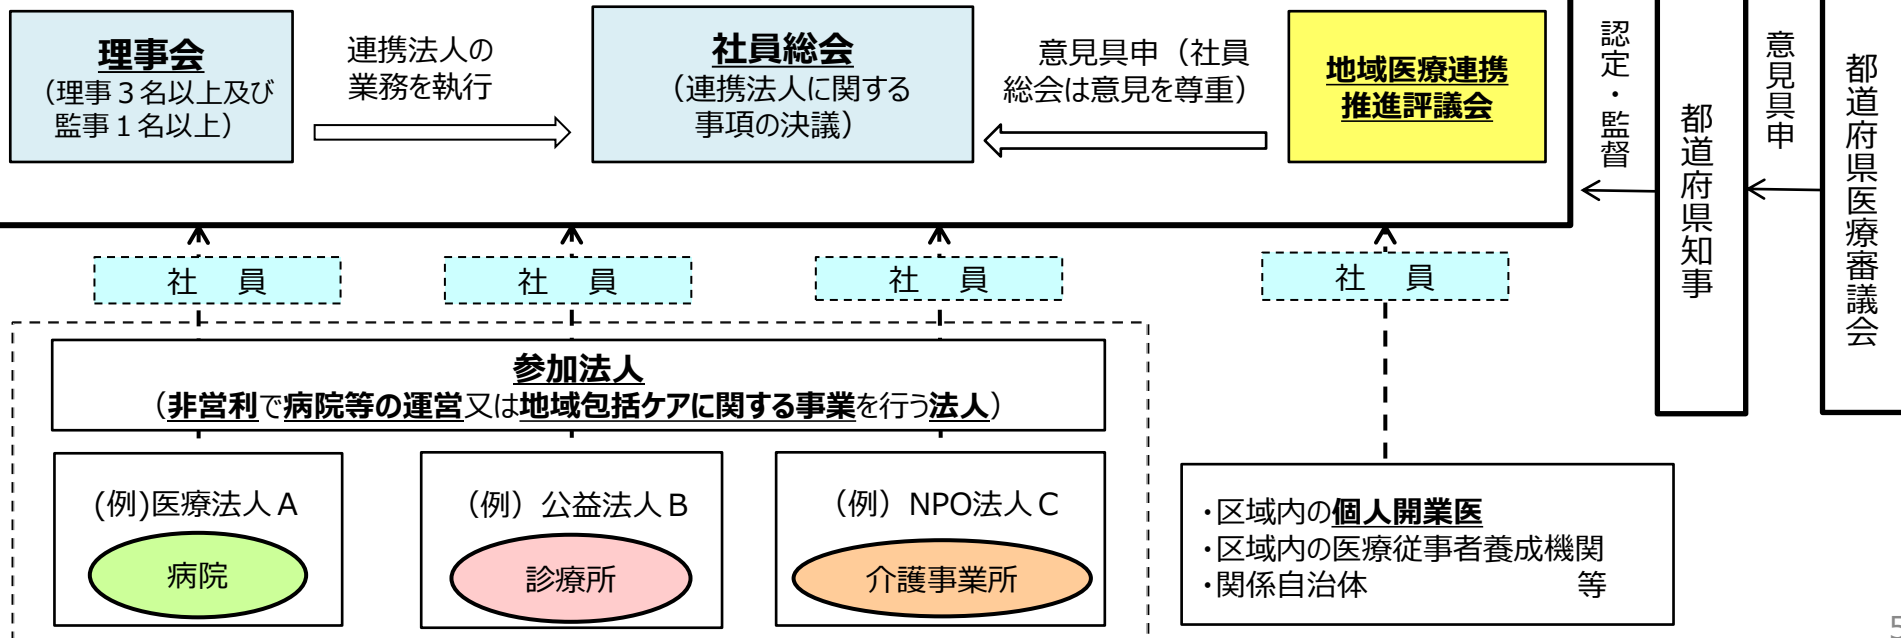 理事会
（理事３名以上及び
監事１名以上）
連携法人の
業務を執行
社員総会
（連携法人に関する
事項の決議）
意見具申（社員
総会は意見を尊重）
地域医療連携
推進評議会
認定・監督
都道府県知事
意見具申
都道府県医療審議会
社　員
社　員
社　員
社　員
参加法人
（非営利で病院等の運営又は地域包括ケアに関する事業を行う法人）
(例)医療法人Ａ
病院
（例）公益法人Ｂ
診療所
（例）NPO法人Ｃ
介護事業所
・区域内の個人開業医
・区域内の医療従事者養成機関
・関係自治体　　　　　　　等